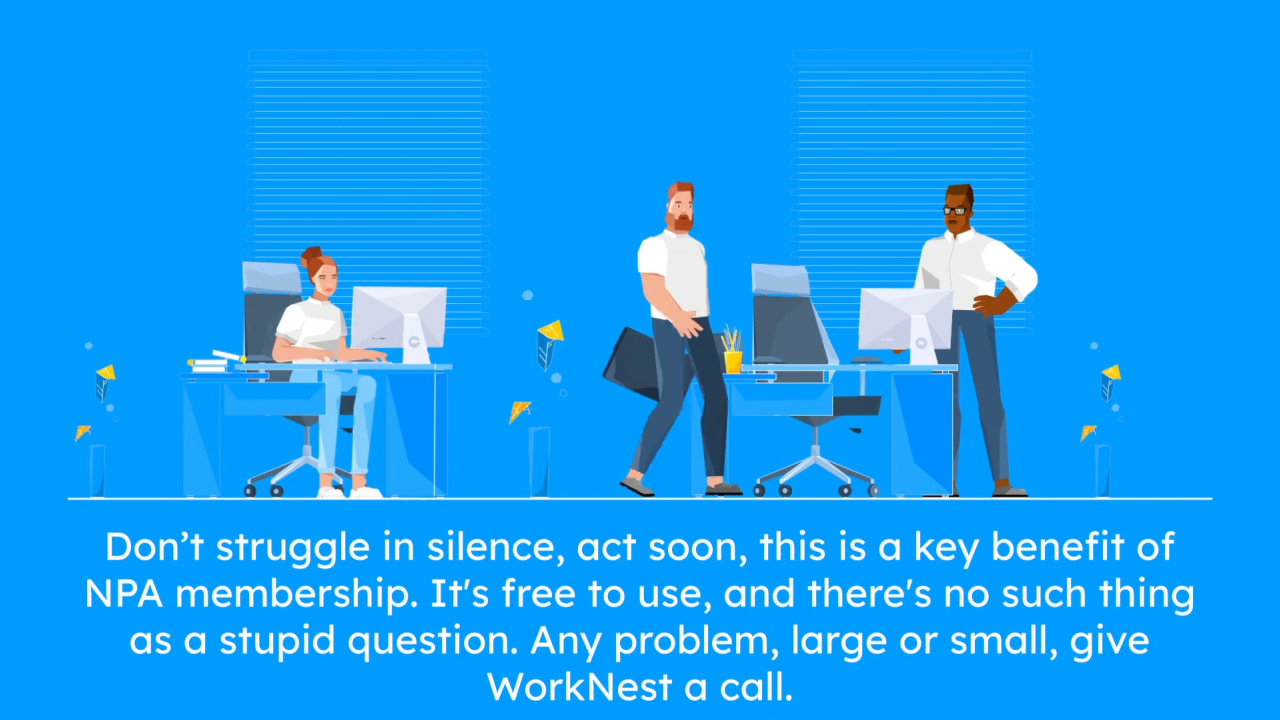 Don’t struggle in silence, act soon, this is a key benefit of
NPA membership. It's free to use, and there's no such thing
as a stupid question. Any problem, large or small, give
WorkNest a call.